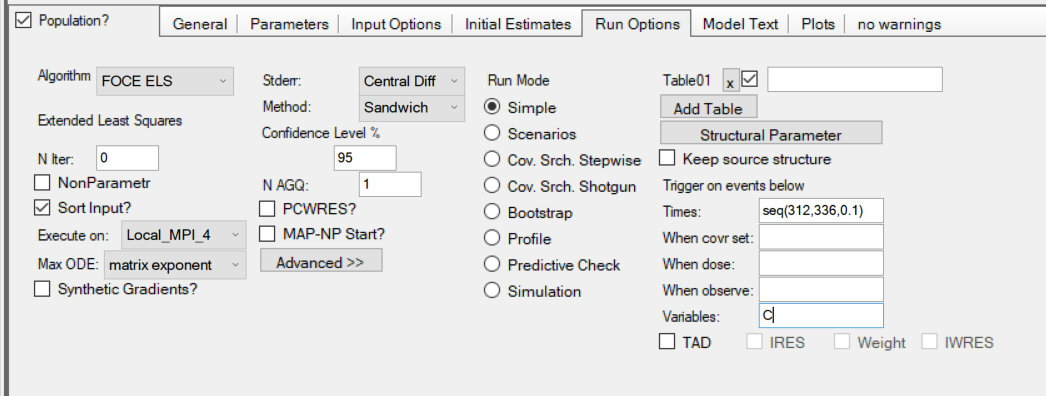 Population?
General Parameters Input Options Initial Estimates Run Options Model Text Plots no warnings
Algorithm FOCE ELS
Extended Least Squares
N Iter: 0
NonParametr
Sort Input?
Execute on: Local_MPI_4
Max ODE: matrix exponent
Synthetic Gradients?
Stderr: Central Diff
Method: Sandwich
Confidence Level %
95
N AGQ: 1
PCWRES?
MAP-NP Start?
Advanced >>
Run Mode
Simple
Scenarios
Cov. Srch. Stepwise
Cov. Srch. Shotgun
Bootstrap
Profile
Predictive Check
Simulation
Table01 x
Add Table
Structural Parameter
Keep source structure
Trigger on events below
Times: seq(312,336,0.1)
When covr set:
When dose:
When observe:
Variables: C
TAD IRES Weight IWRES